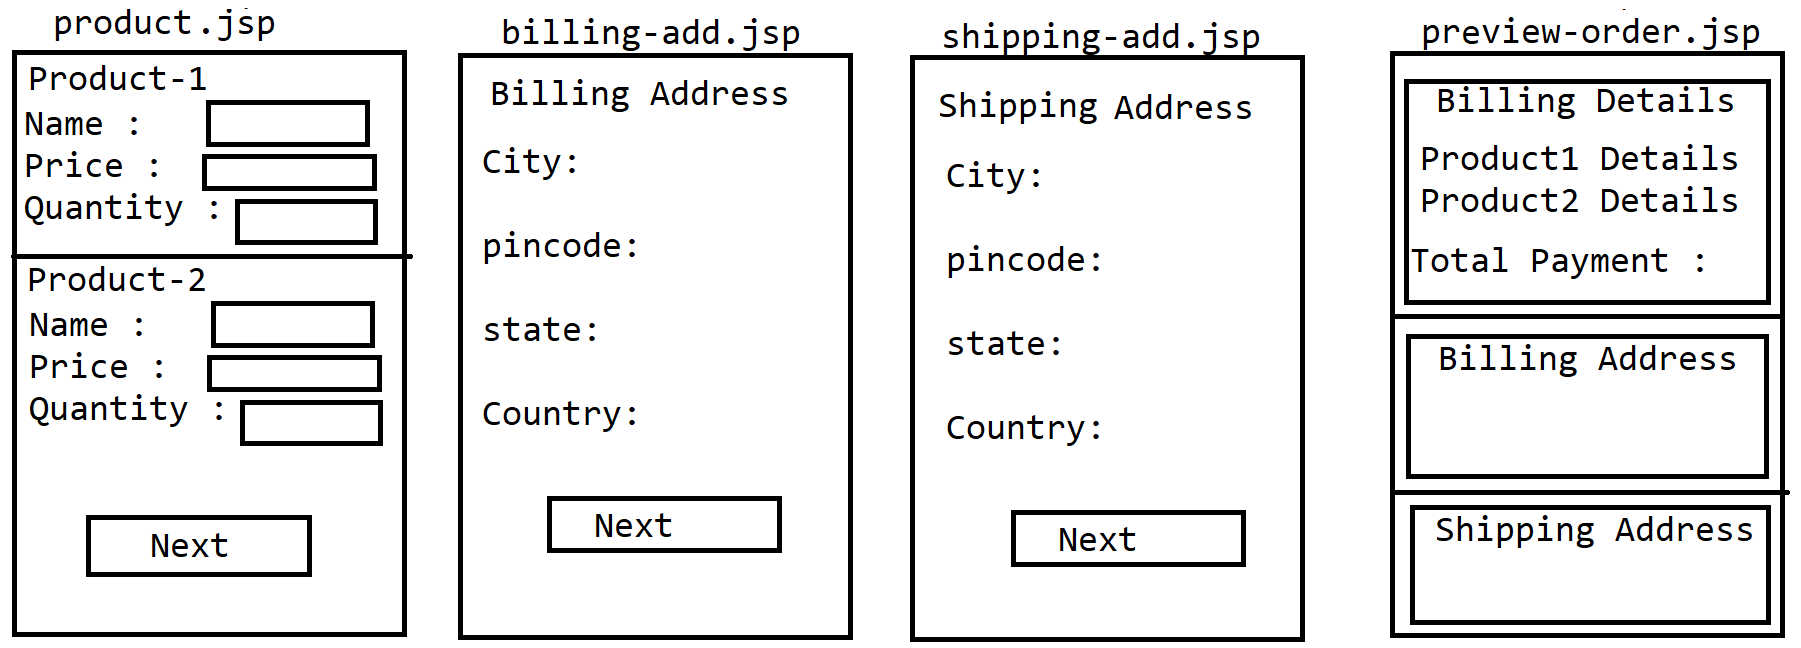 product.jsp
Product-1
Name :
Price :
Quantity :
Product-2
Name :
Price :
Quantity :
Next
billing-add.jsp
Billing Address
City:
pincode:
state:
Country:
Next
shipping-add.jsp
Shipping Address
City:
pincode:
state:
Country:
Next
preview-order.jsp
Billing Details
Product1 Details
Product2 Details
Total Payment :
Billing Address
Shipping Address